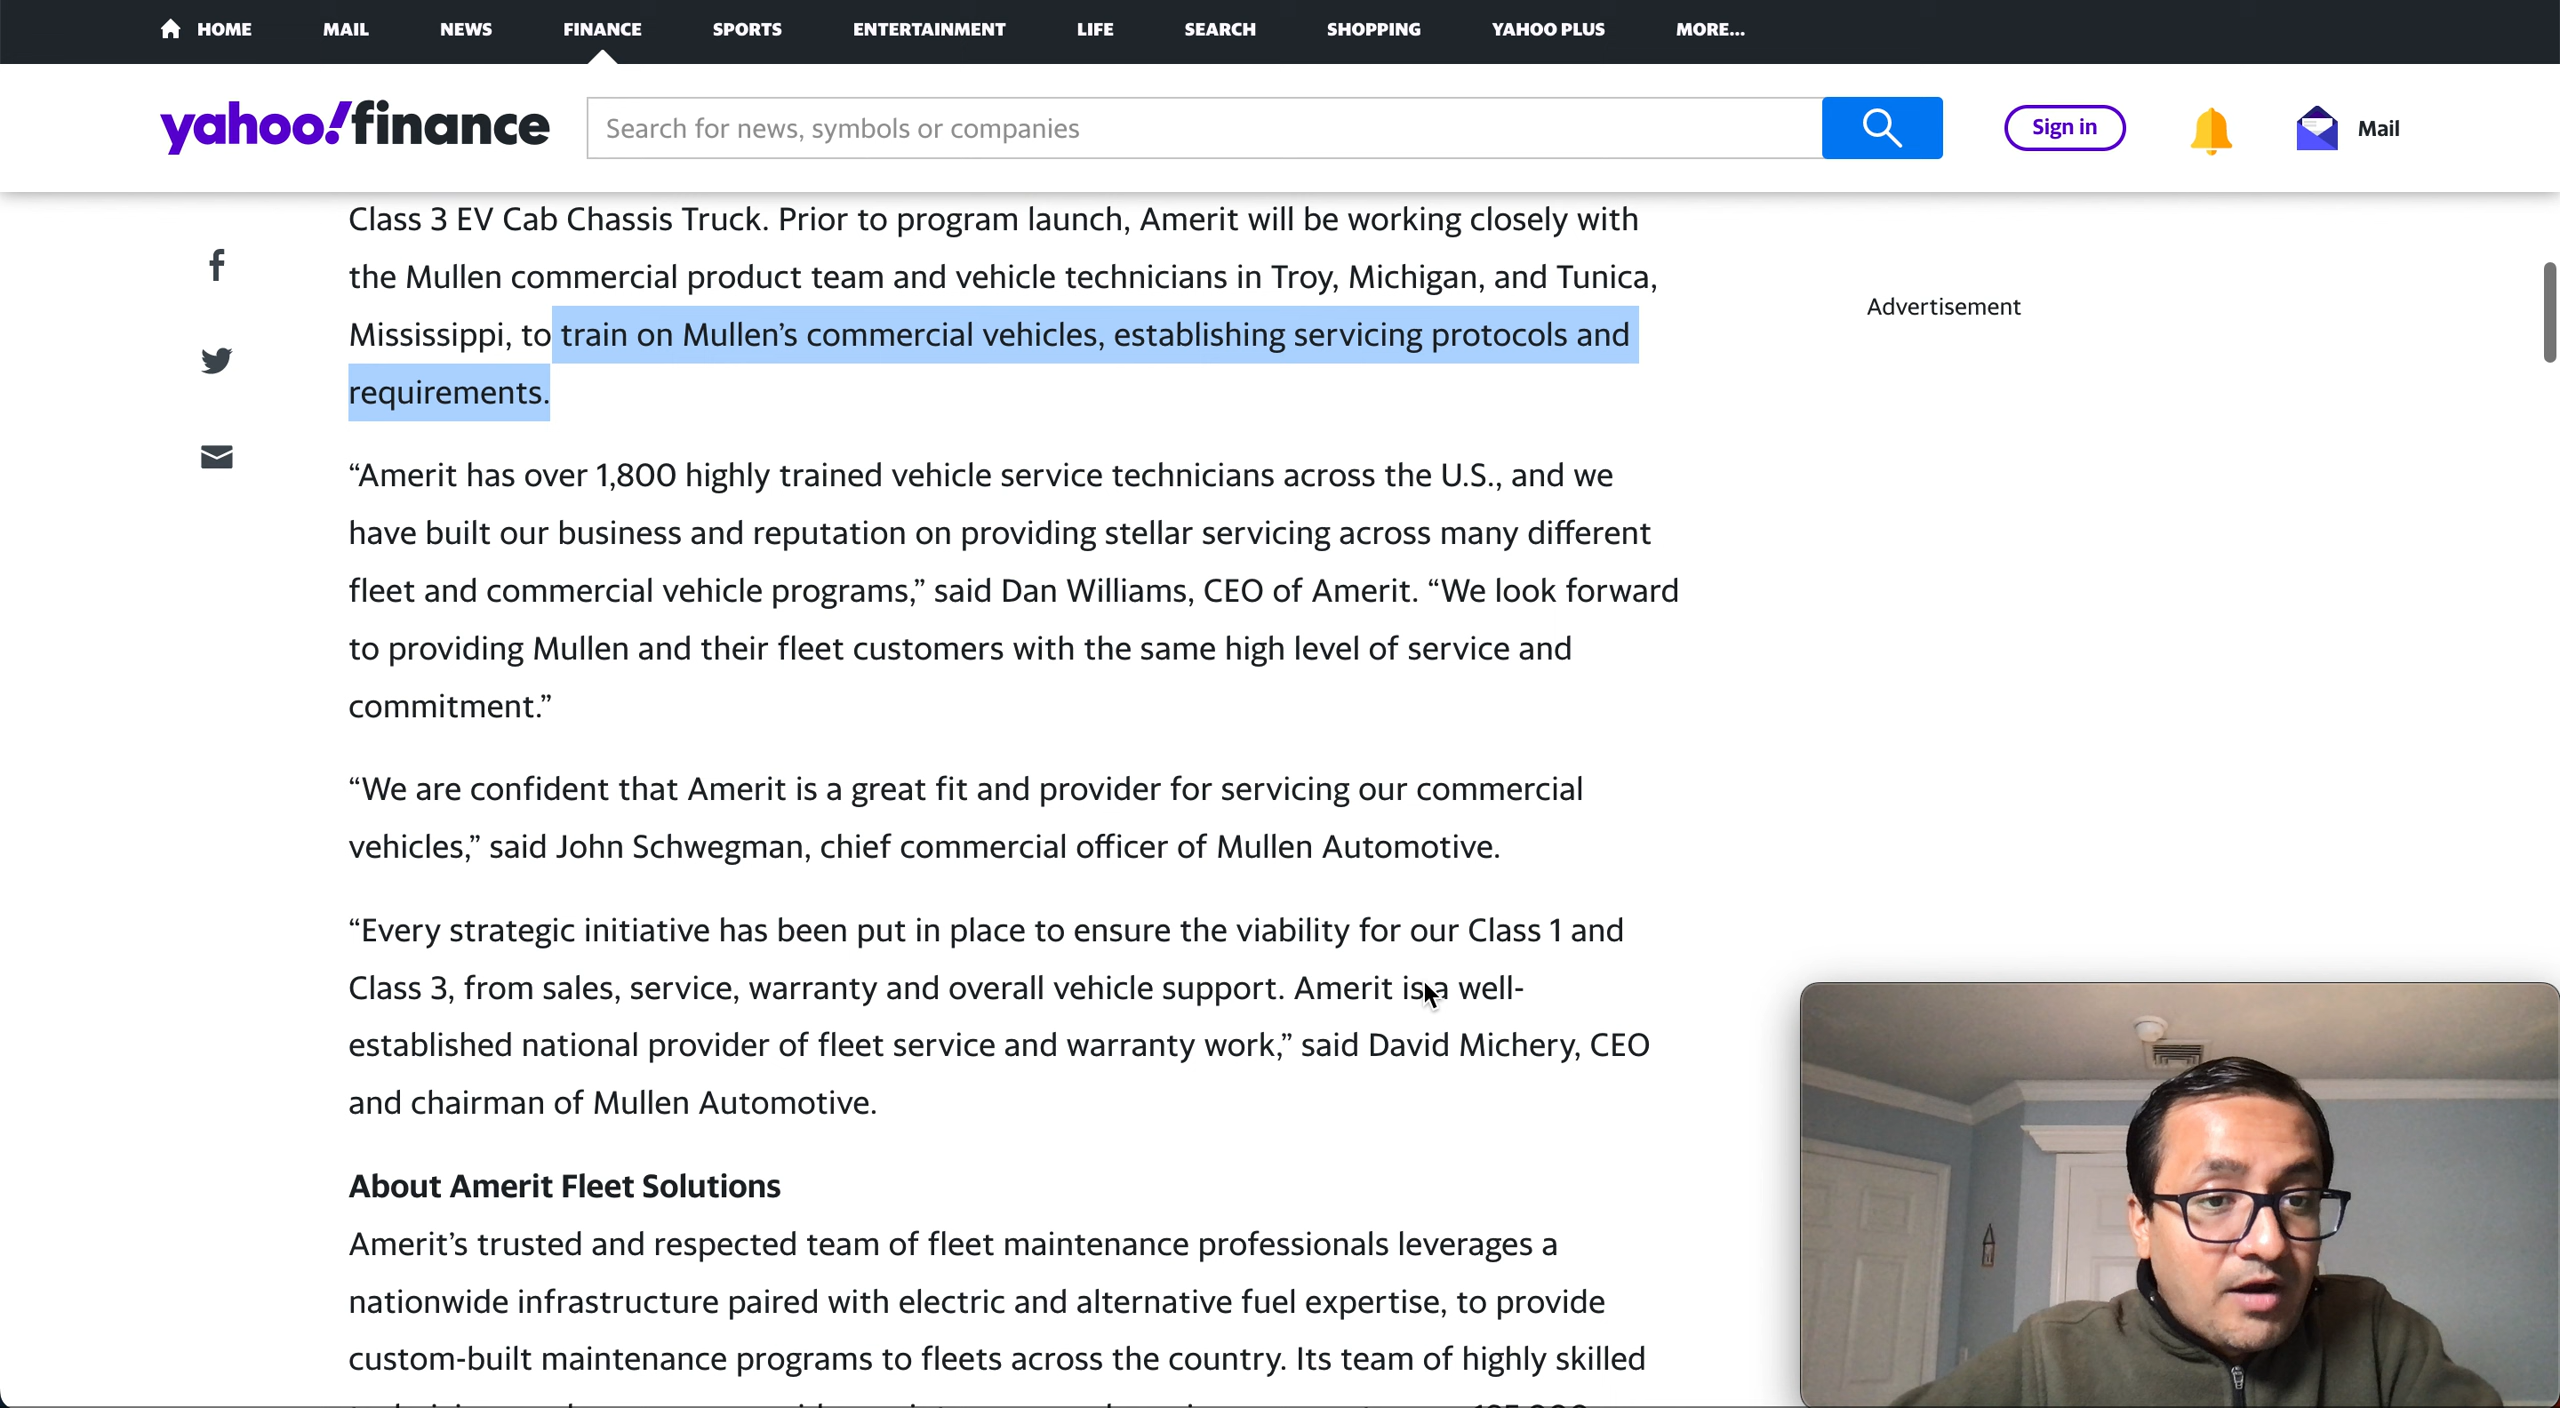 HOME MAIL NEWS FINANCE SPORTS ENTERTAINMENT LIFE SEARCH SHOPPING YAHOO PLUS MORE...
yahoo!finance
Search for news, symbols or companies
Sign in
Mail
Class 3 EV Cab Chassis Truck. Prior to program launch, Amerit will be working closely with
the Mullen commercial product team and vehicle technicians in Troy, Michigan, and Tunica,
Mississippi, to train on Mullen’s commercial vehicles, establishing servicing protocols and
requirements.
Advertisement
“Amerit has over 1,800 highly trained vehicle service technicians across the U.S., and we
have built our business and reputation on providing stellar servicing across many different
fleet and commercial vehicle programs,” said Dan Williams, CEO of Amerit. “We look forward
to providing Mullen and their fleet customers with the same high level of service and
commitment.”
“We are confident that Amerit is a great fit and provider for servicing our commercial
vehicles,” said John Schwegman, chief commercial officer of Mullen Automotive.
“Every strategic initiative has been put in place to ensure the viability for our Class 1 and
Class 3, from sales, service, warranty and overall vehicle support. Amerit is a well-
established national provider of fleet service and warranty work,” said David Michery, CEO
and chairman of Mullen Automotive.
About Amerit Fleet Solutions
Amerit’s trusted and respected team of fleet maintenance professionals leverages a
nationwide infrastructure paired with electric and alternative fuel expertise, to provide
custom-built maintenance programs to fleets across the country. Its team of highly skilled